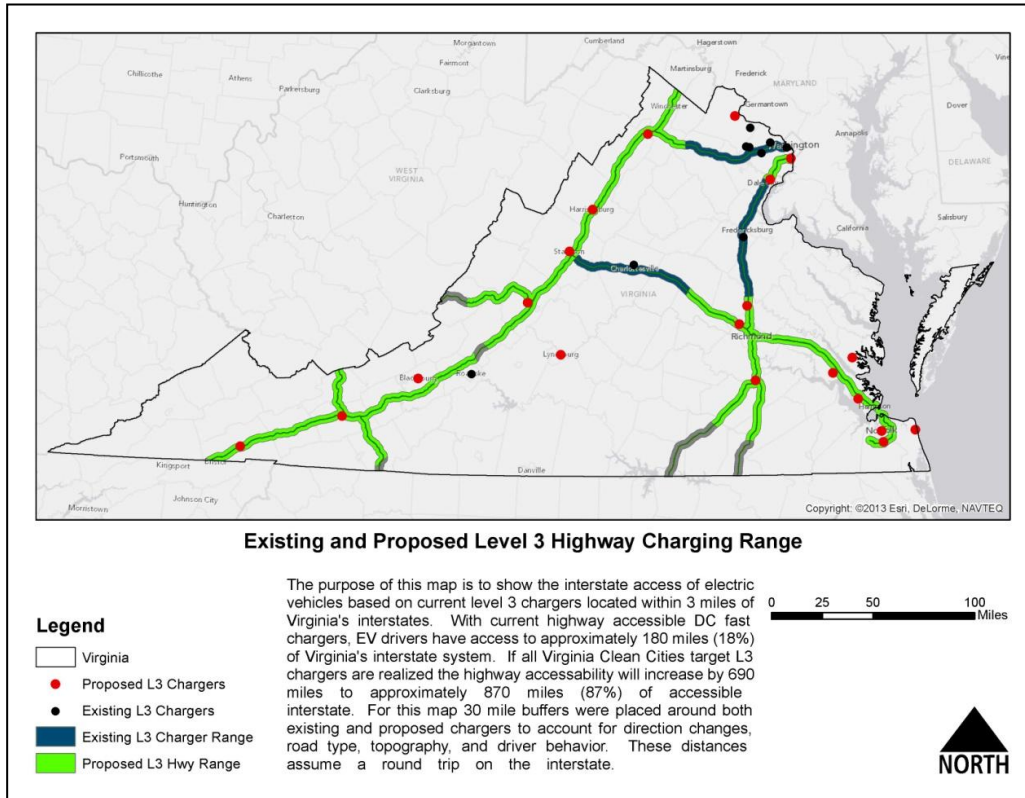 Cumberland
Hagerstown
Morgantown
Fairmont
Martinsburg
Frederick
MARYLAND
Chillicothe
Athens
Parkersburg
Clarksburg
Winchester
Germantown
Dover
Washington
Annapolis
Portsmouth
WEST
VIRGINIA
DELAWARE
Huntington
Charleston
Harrisonburg
California
Salisbury
Fredericksburg
Charlottesville
VIRGINIA
Richmond
Lynchburg
Blacksburg
Roanoke
Hampton
Norfolk
Kingsport
Bristol
Danville
Johnson City
Morristown
Copyright: ©2013 Esri, DeLorme, NAVTEQ
Existing and Proposed Level 3 Highway Charging Range
The purpose of this map is to show the interstate access of electric
vehicles based on current level 3 chargers located within 3 miles of
Virginia's interstates. With current highway accessible DC fast
chargers, EV drivers have access to approximately 180 miles (18%)
of Virginia's interstate system. If all Virginia Clean Cities target L3
chargers are realized the highway accessability will increase by 690
miles to approximately 870 miles (87%) of accessible
interstate. For this map 30 mile buffers were placed around both
existing and proposed chargers to account for direction changes,
road type, topography, and driver behavior. These distances
assume a round trip on the interstate.
0 25 50 100
Miles
Legend
Virginia
Proposed L3 Chargers
Existing L3 Chargers
Existing L3 Charger Range
Proposed L3 Hwy Range
NORTH